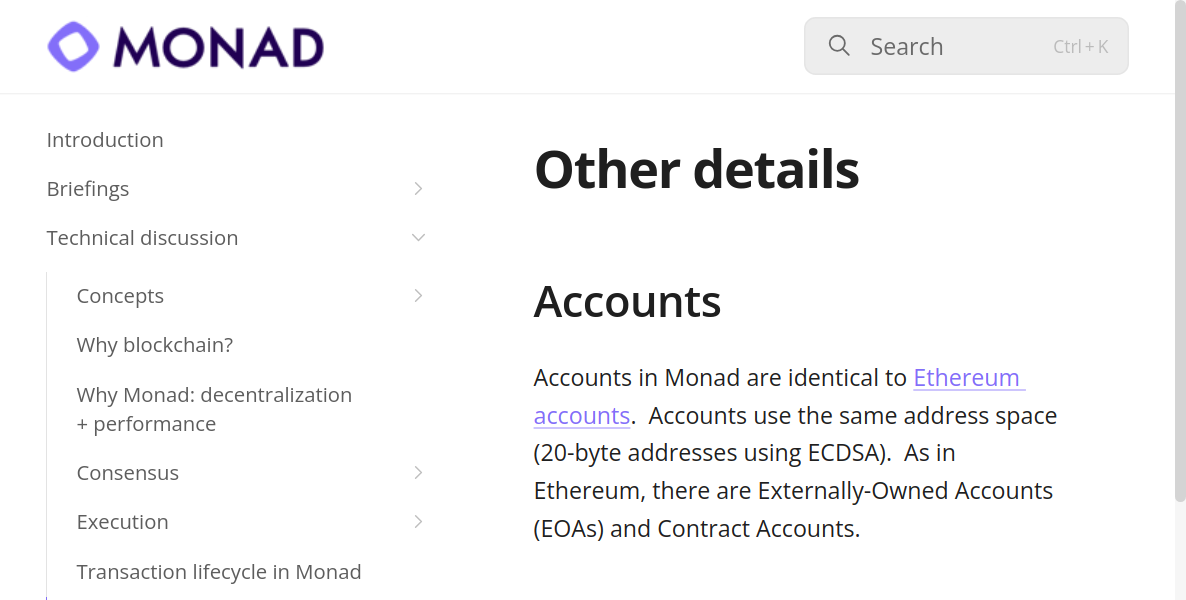 MONAD
Search Ctrl + K
Introduction
Briefings
Technical discussion
Concepts
Why blockchain?
Why Monad: decentralization
+ performance
Consensus
Execution
Transaction lifecycle in Monad
Other details
Accounts
Accounts in Monad are identical to Ethereum
accounts. Accounts use the same address space
(20-byte addresses using ECDSA). As in
Ethereum, there are Externally-Owned Accounts
(EOAs) and Contract Accounts.